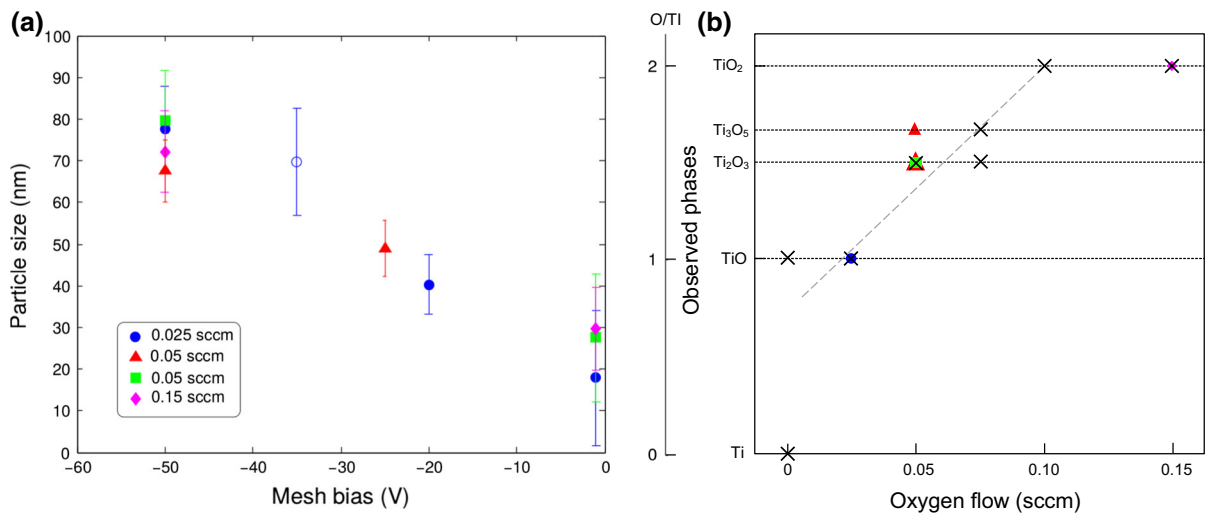 (a)
100
90
80
70
60
50
40
30
20
10
0
Particle size (nm)
0.025 sccm
0.05 sccm
0.05 sccm
0.15 sccm
−60
−50
−40
−30
−20
−10
0
Mesh bias (V)
O/TI
(b)
2
1
0
Observed phases
TiO₂
Ti₃O₅
Ti₂O₃
TiO
Ti
0
0.05
0.10
0.15
Oxygen flow (sccm)